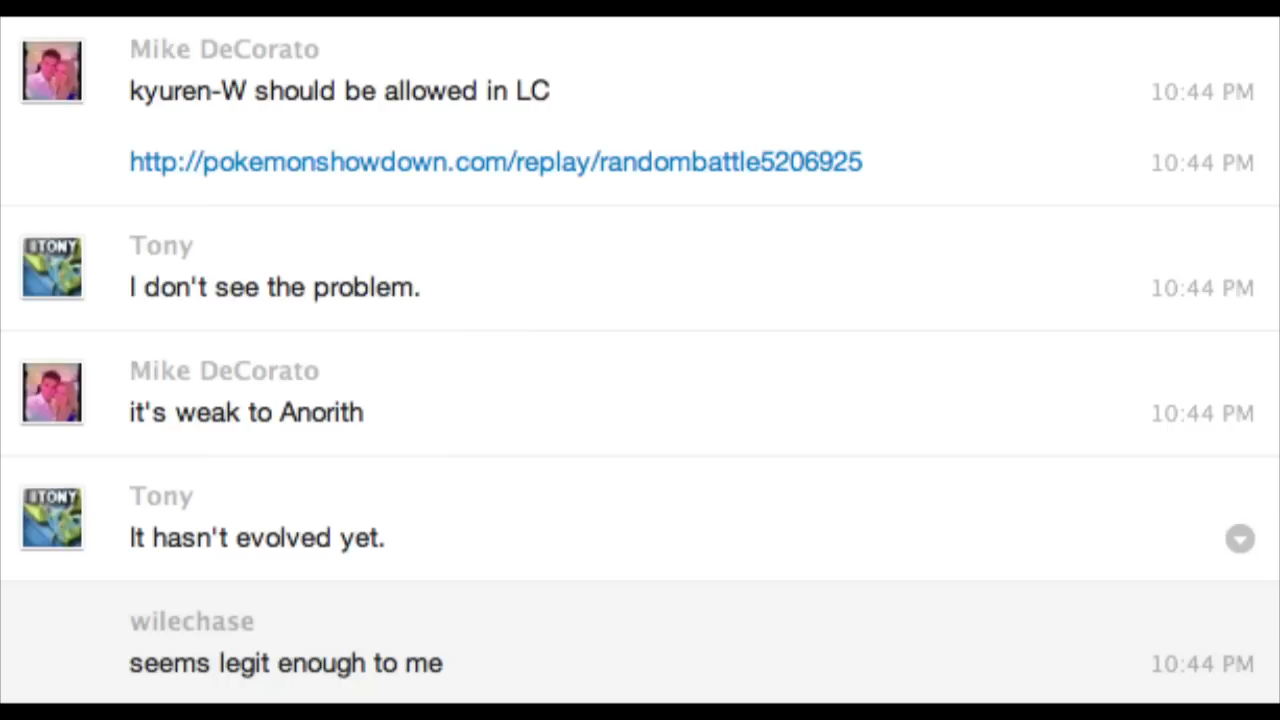 Mike DeCorato
kyuren-W should be allowed in LC 10:44 PM
http://pokemonshowdown.com/replay/randombattle5206925 10:44 PM
IITONY
Tony
I don't see the problem. 10:44 PM
Mike DeCorato
it's weak to Anorith 10:44 PM
IITONY
Tony
It hasn't evolved yet.
wilechase
seems legit enough to me 10:44 PM